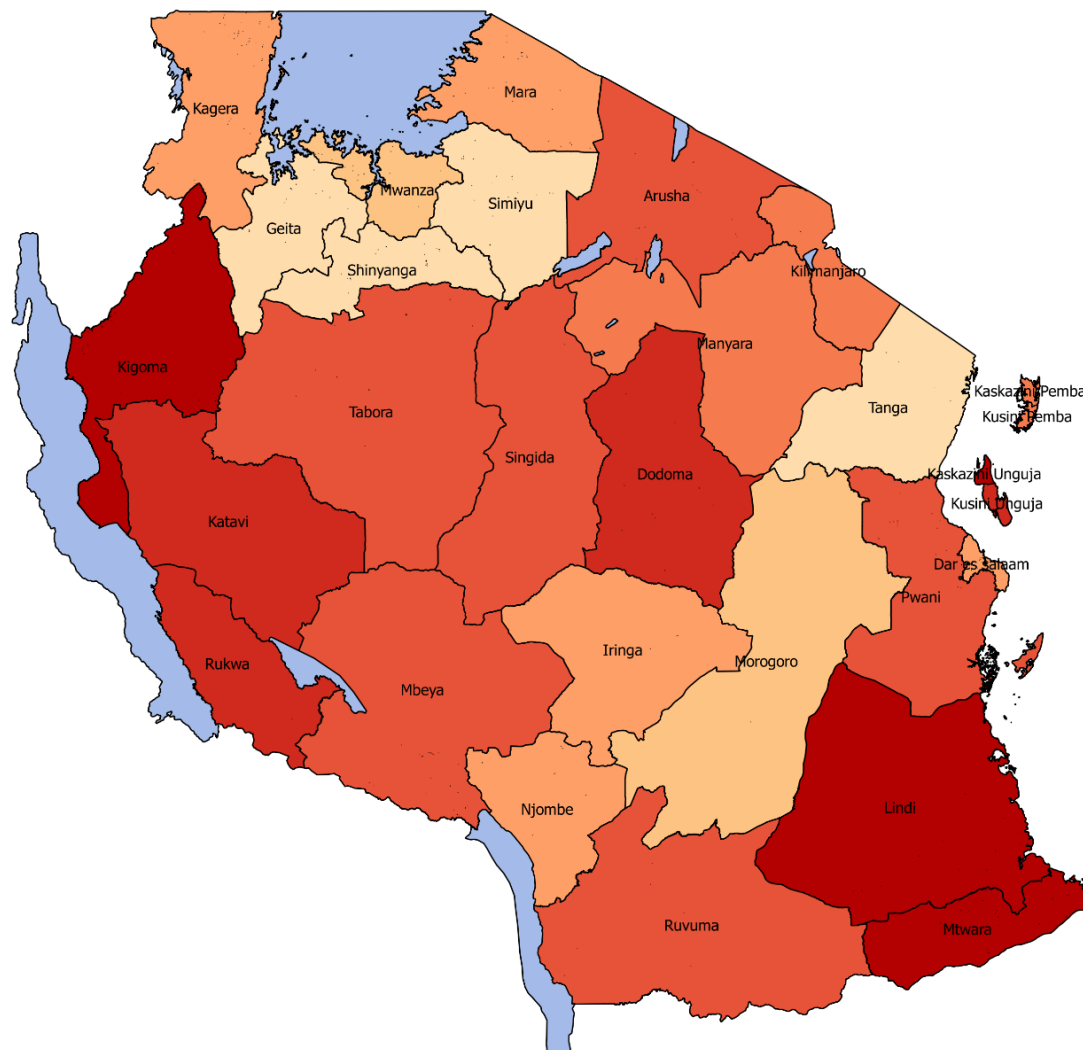 Mara
Kagera
Mwanza
Simiyu
Arusha
Geita
Shinyanga
Kilimanjaro
Kigoma
Manyara
Tabora
Tanga
Kaskazini Pemba
Kusini Pemba
Singida
Dodoma
Kaskazini Unguja
Kusini Unguja
Katavi
Dar es Salaam
Pwani
Iringa
Rukwa
Morogoro
Mbeya
Njombe
Lindi
Ruvuma
Mtwara